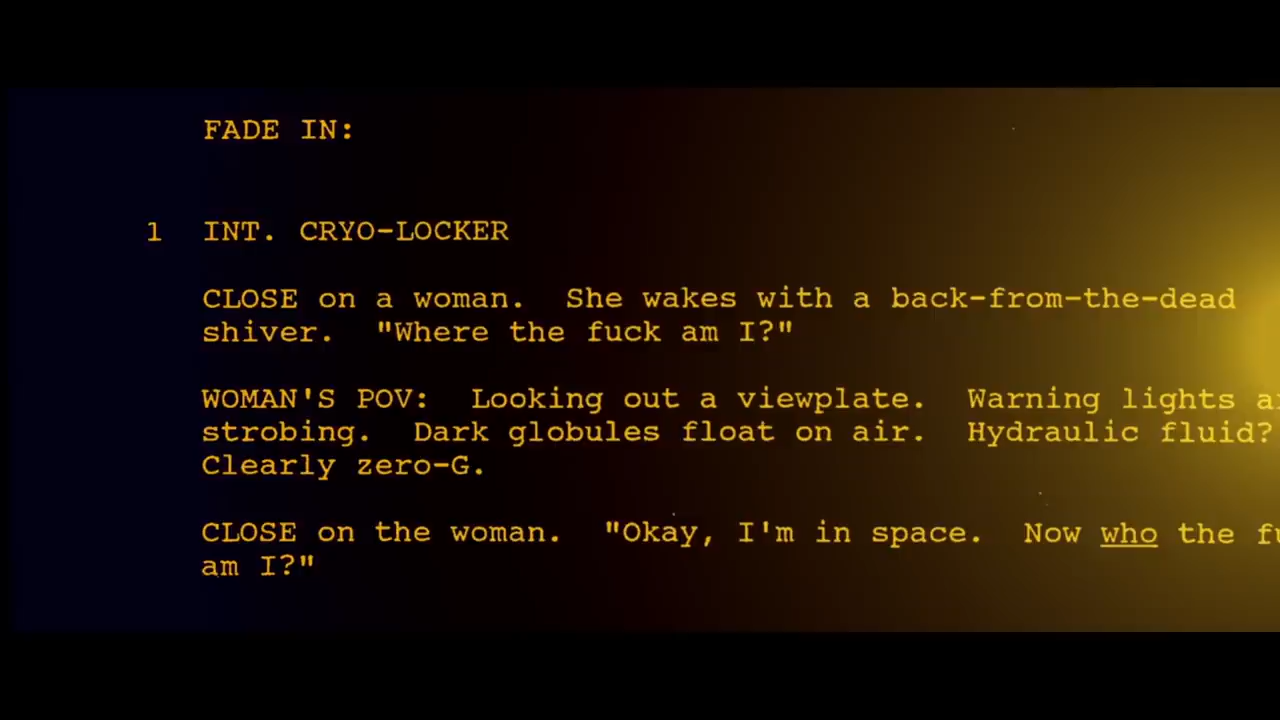 FADE IN:
1 INT. CRYO-LOCKER
CLOSE on a woman. She wakes with a back-from-the-dead
shiver. "Where the fuck am I?"
WOMAN'S POV: Looking out a viewplate. Warning lights
strobing. Dark globules float on air. Hydraulic fluid?
Clearly zero-G.
CLOSE on the woman. "Okay, I'm in space. Now who the
am I?"